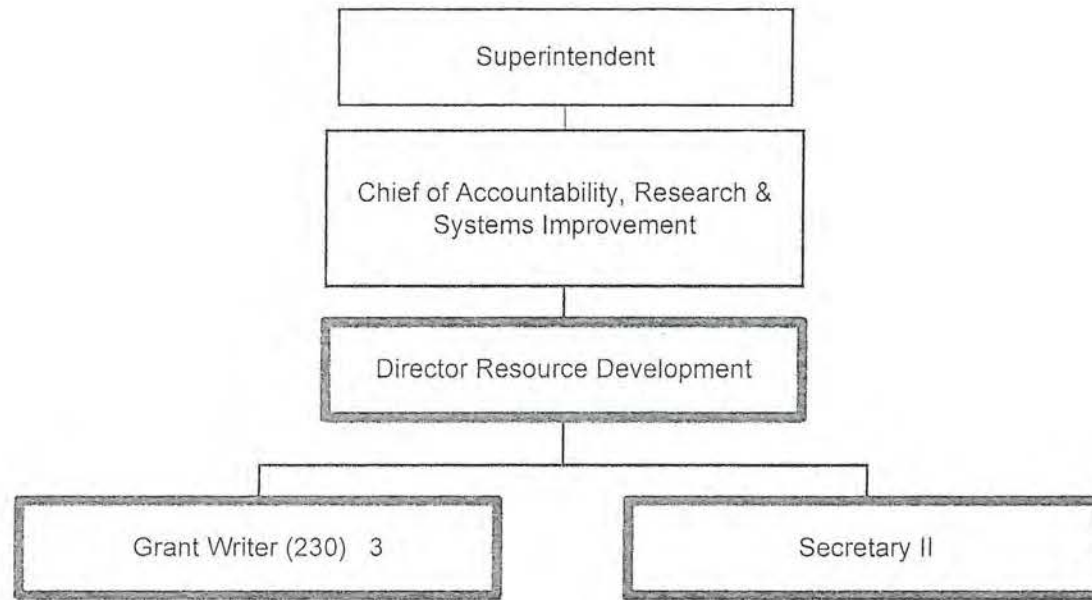 Superintendent
Chief of Accountability, Research &
Systems Improvement
Director Resource Development
Grant Writer (230) 3
Secretary II